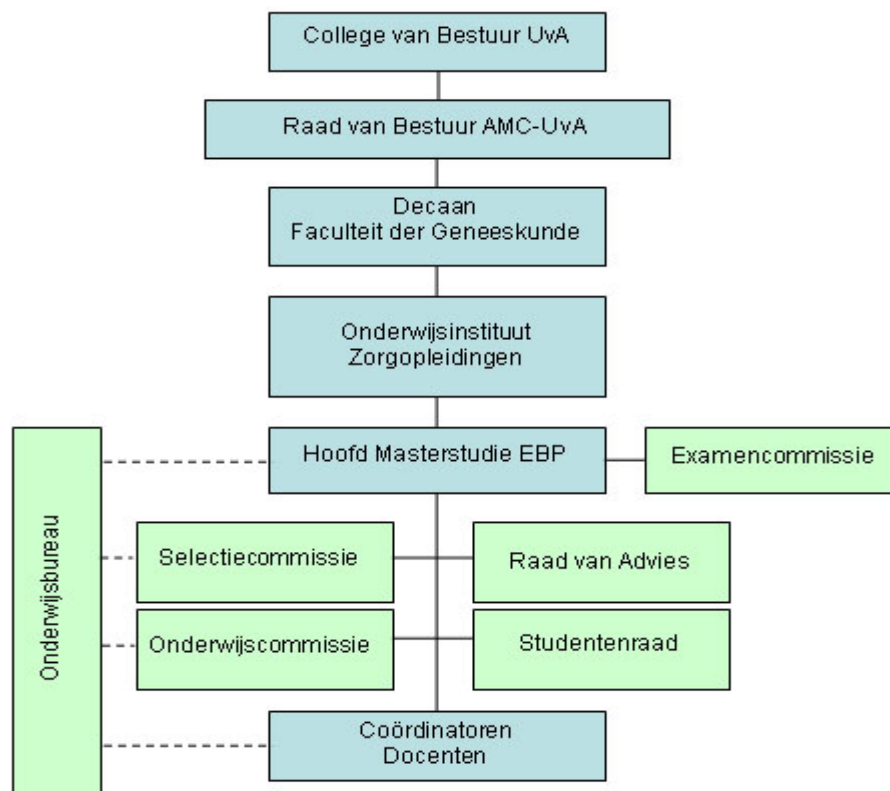 College van Bestuur UvA
Raad van Bestuur AMC-UvA
Decaan
Faculteit der Geneeskunde
Onderwijsinstituut
Zorgopleidingen
Hoofd Masterstudie EBP
Examencommissie
Onderwijsbureau
Selectiecommissie
Raad van Advies
Onderwijscommissie
Studentenraad
Coördinatoren
Docenten